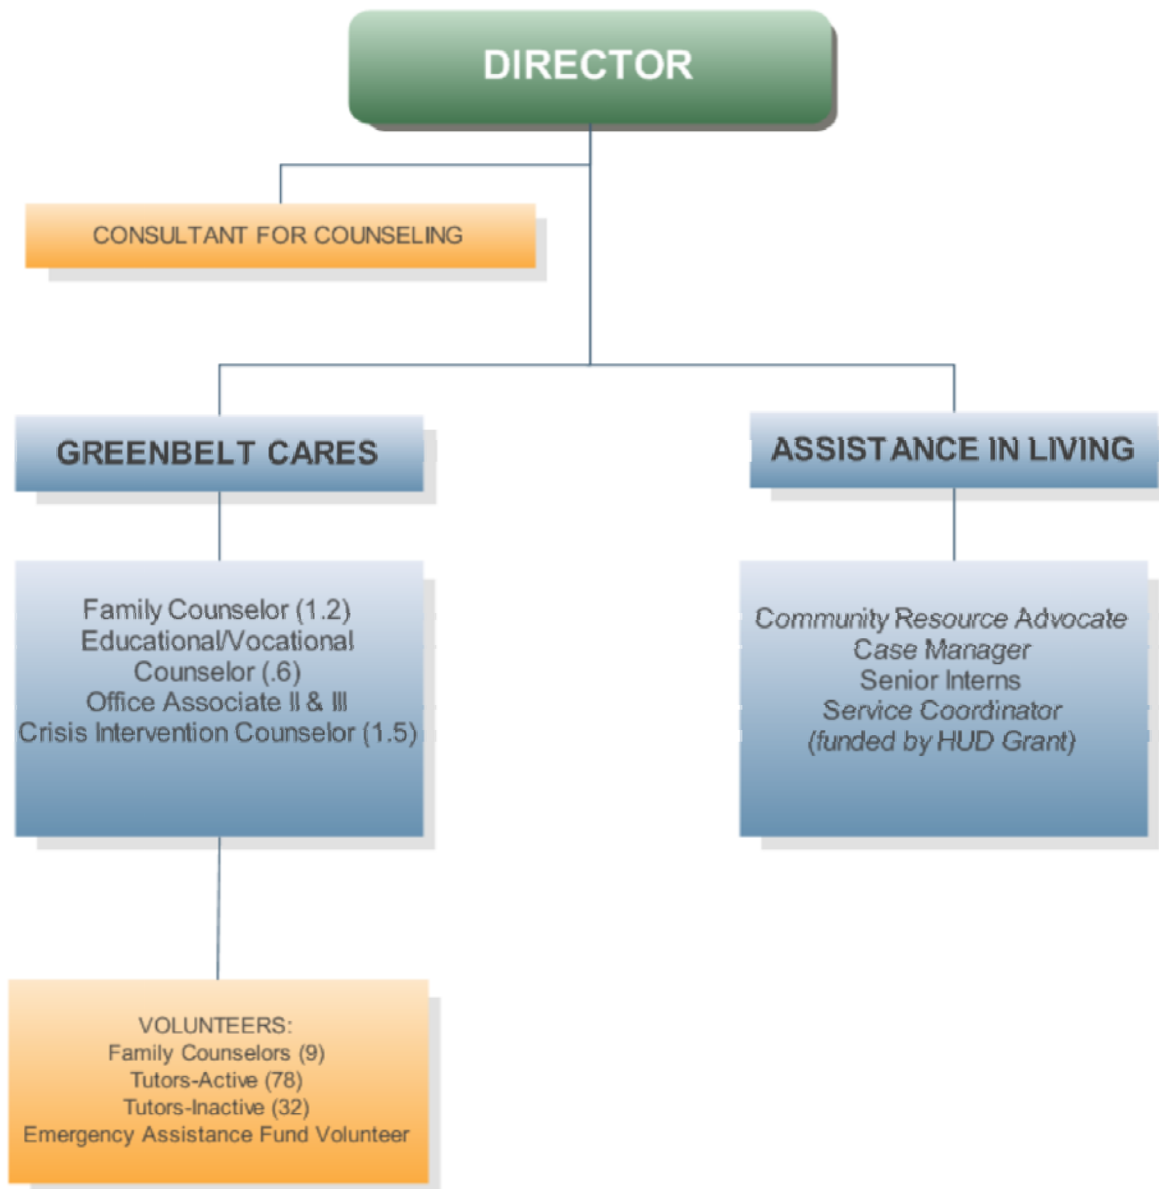 DIRECTOR
CONSULTANT FOR COUNSELING
GREENBELT CARES
ASSISTANCE IN LIVING
Family Counselor (1.2)
Educational/Vocational
Counselor (.6)
Office Associate II & III
Crisis Intervention Counselor (1.5)
Community Resource Advocate
Case Manager
Senior Interns
Service Coordinator
(funded by HUD Grant)
VOLUNTEERS:
Family Counselors (9)
Tutors-Active (78)
Tutors-Inactive (32)
Emergency Assistance Fund Volunteer